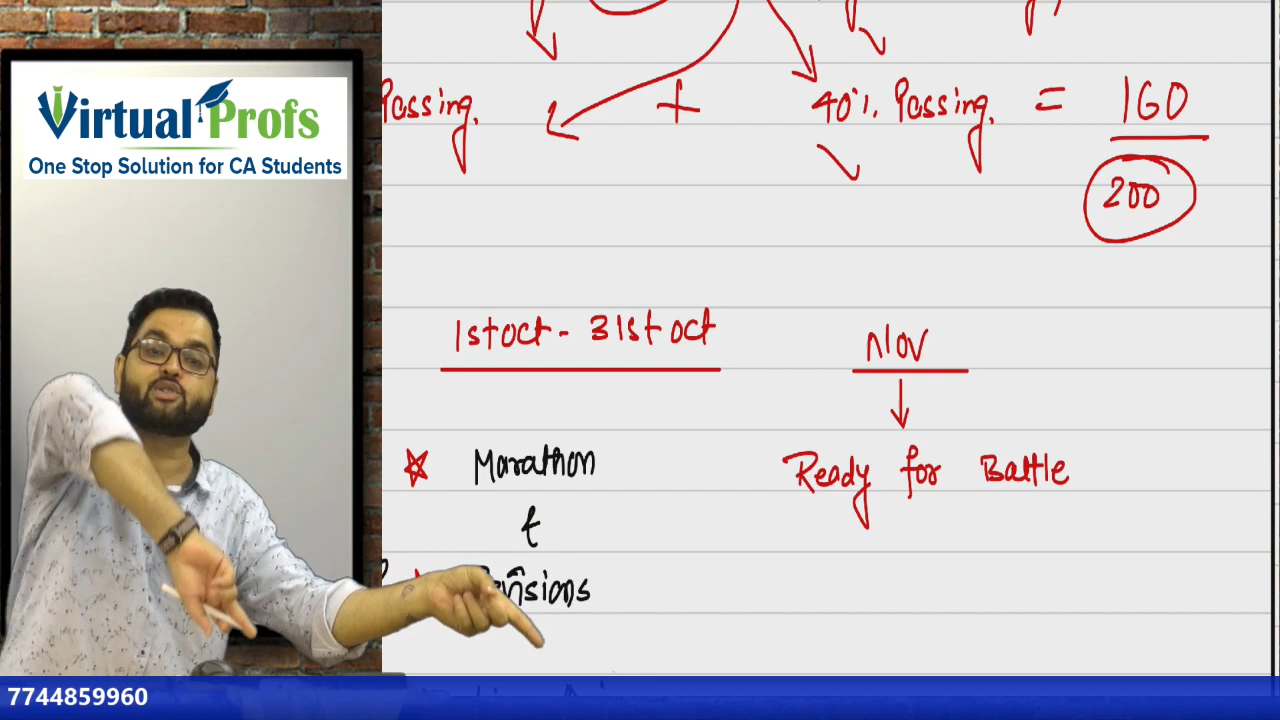 Virtual Profs
One Stop Solution for CA Students
Passing. + 40%. Passing. = 160
200
1st oct - 31st oct
Nov
Marathon
Ready for Battle
&
Revisions
7744859960